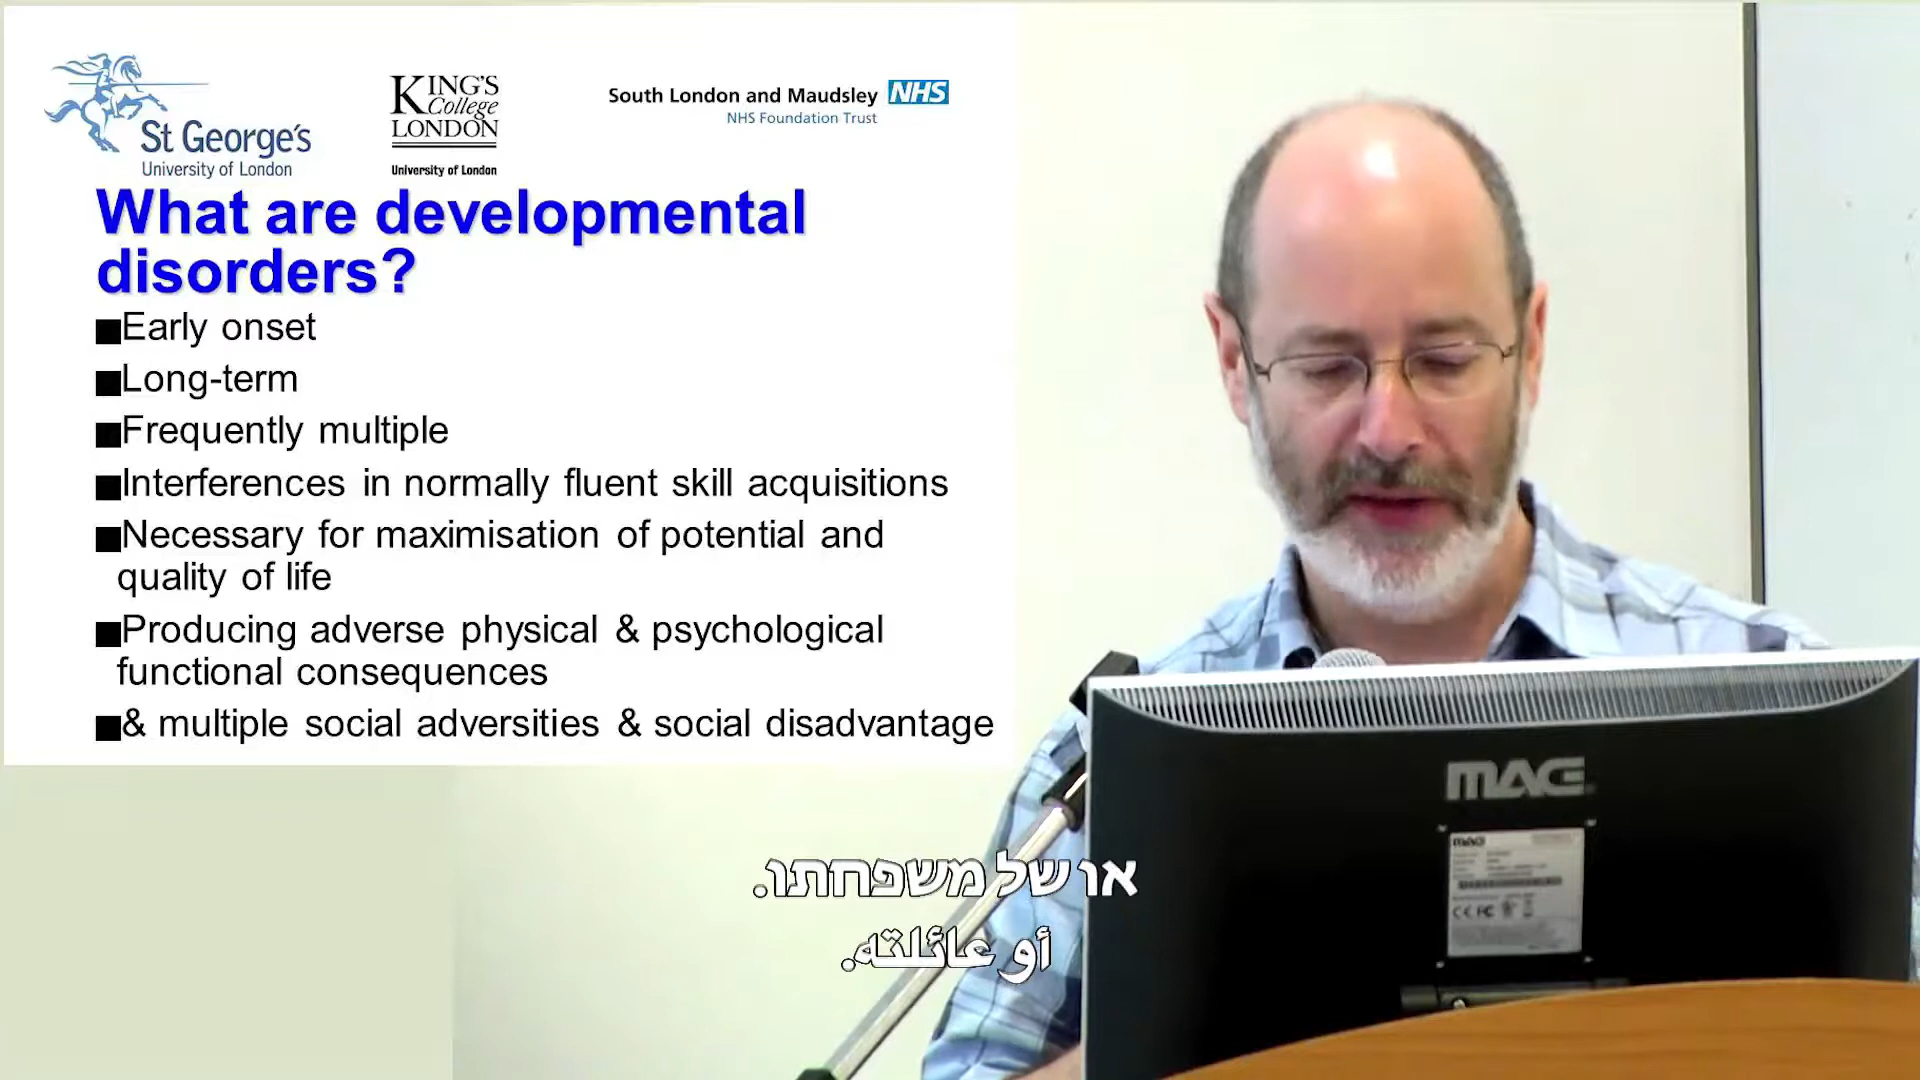 St George's
University of London
KING'S
College
LONDON
University of London
South London and Maudsley NHS
NHS Foundation Trust
What are developmental
disorders?
Early onset
Long-term
Frequently multiple
Interferences in normally fluent skill acquisitions
Necessary for maximisation of potential and
quality of life
Producing adverse physical & psychological
functional consequences
& multiple social adversities & social disadvantage
MAG
MAG
או של משפחתו.
أو عائلته.